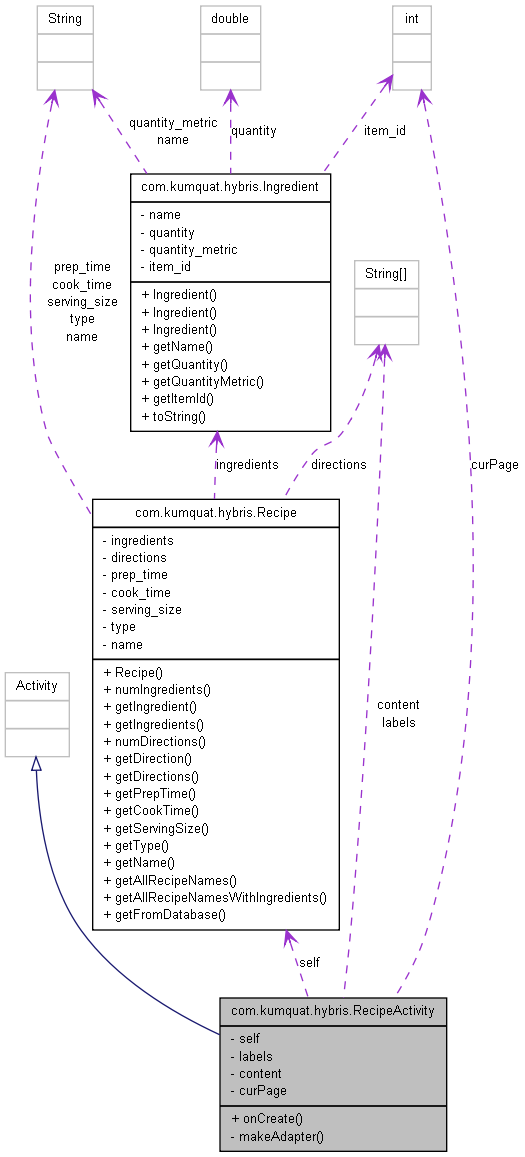 String
double
int
quantity_metric
name
quantity
item_id
com.kumquat.hybris.Ingredient
- name
- quantity
- quantity_metric
- item_id
+ Ingredient()
+ Ingredient()
+ Ingredient()
+ getName()
+ getQuantity()
+ getQuantityMetric()
+ getItemId()
+ toString()
String[]
prep_time
cook_time
serving_size
type
name
ingredients
directions
curPage
com.kumquat.hybris.Recipe
- ingredients
- directions
- prep_time
- cook_time
- serving_size
- type
- name
+ Recipe()
+ numIngredients()
+ getIngredient()
+ getIngredients()
+ numDirections()
+ getDirection()
+ getDirections()
+ getPrepTime()
+ getCookTime()
+ getServingSize()
+ getType()
+ getName()
+ getAllRecipeNames()
+ getAllRecipeNamesWithIngredients()
+ getFromDatabase()
Activity
content
labels
self
com.kumquat.hybris.RecipeActivity
- self
- labels
- content
- curPage
+ onCreate()
- makeAdapter()